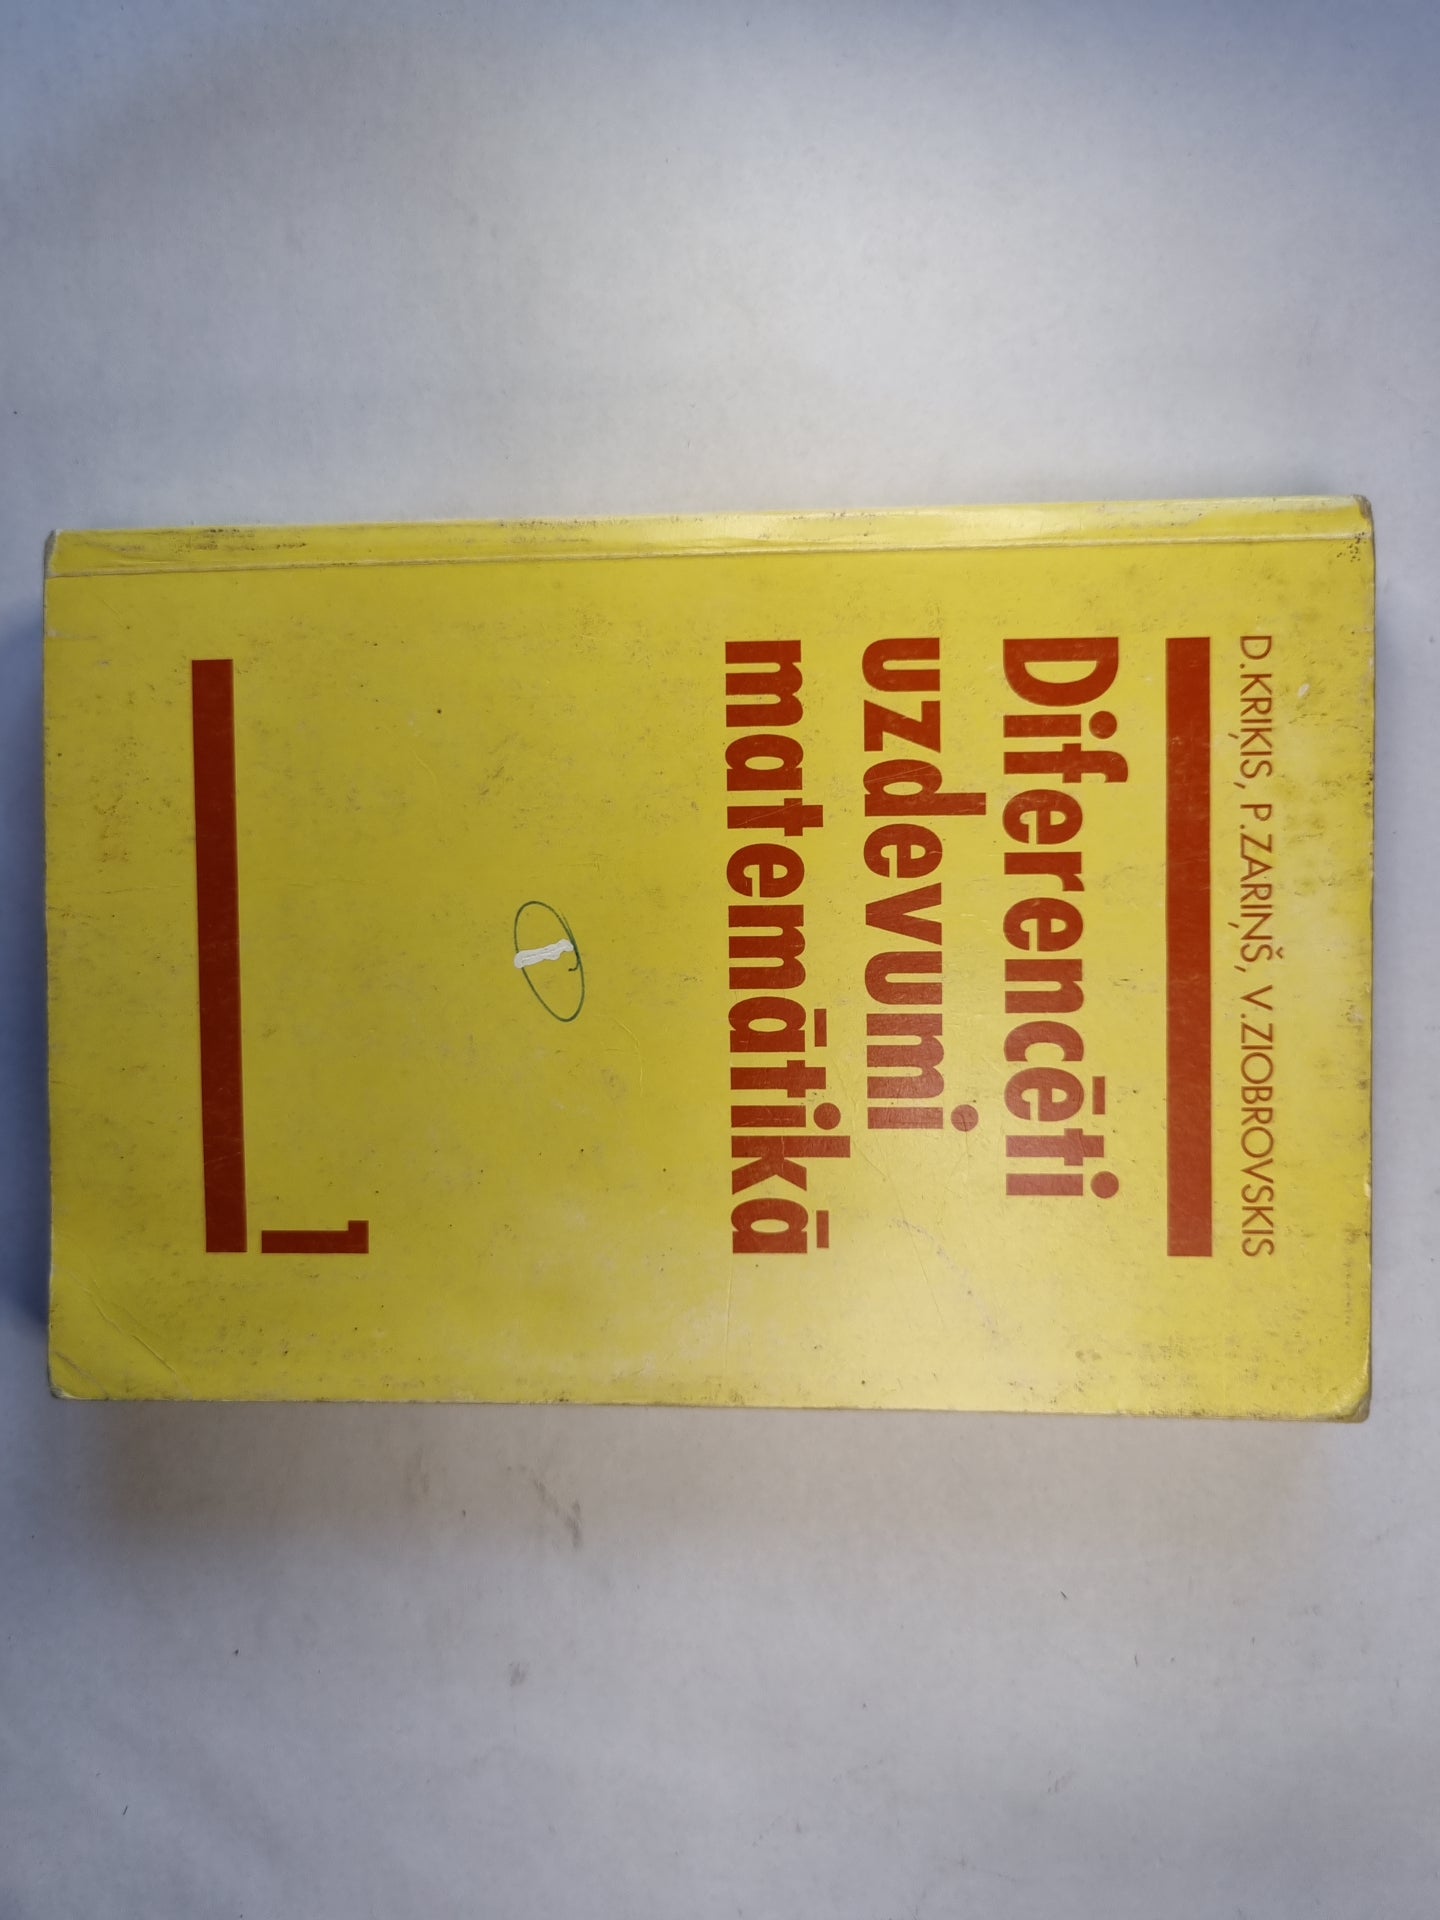 D.KRIĶIS, P.ZARIŅŠ, V.ZIOBROVSKIS
Diferencēti
uzdevumi
matemātikā
1